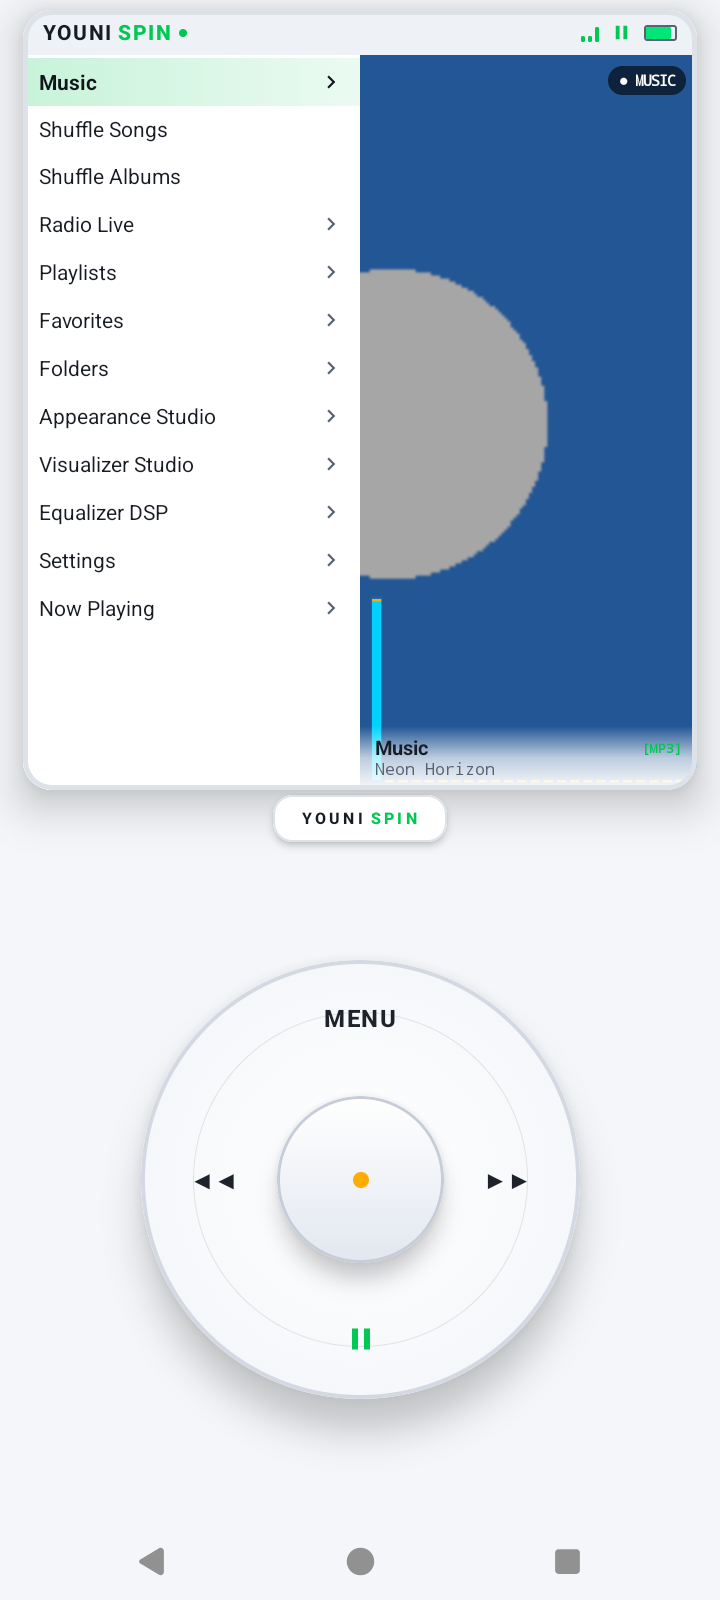 YOUNI SPIN
Music
Shuffle Songs
Shuffle Albums
Radio Live
Playlists
Favorites
Folders
Appearance Studio
Visualizer Studio
Equalizer DSP
Settings
Now Playing
MUSIC
Music
[MP3]
Neon Horizon
YOUNI SPIN
MENU